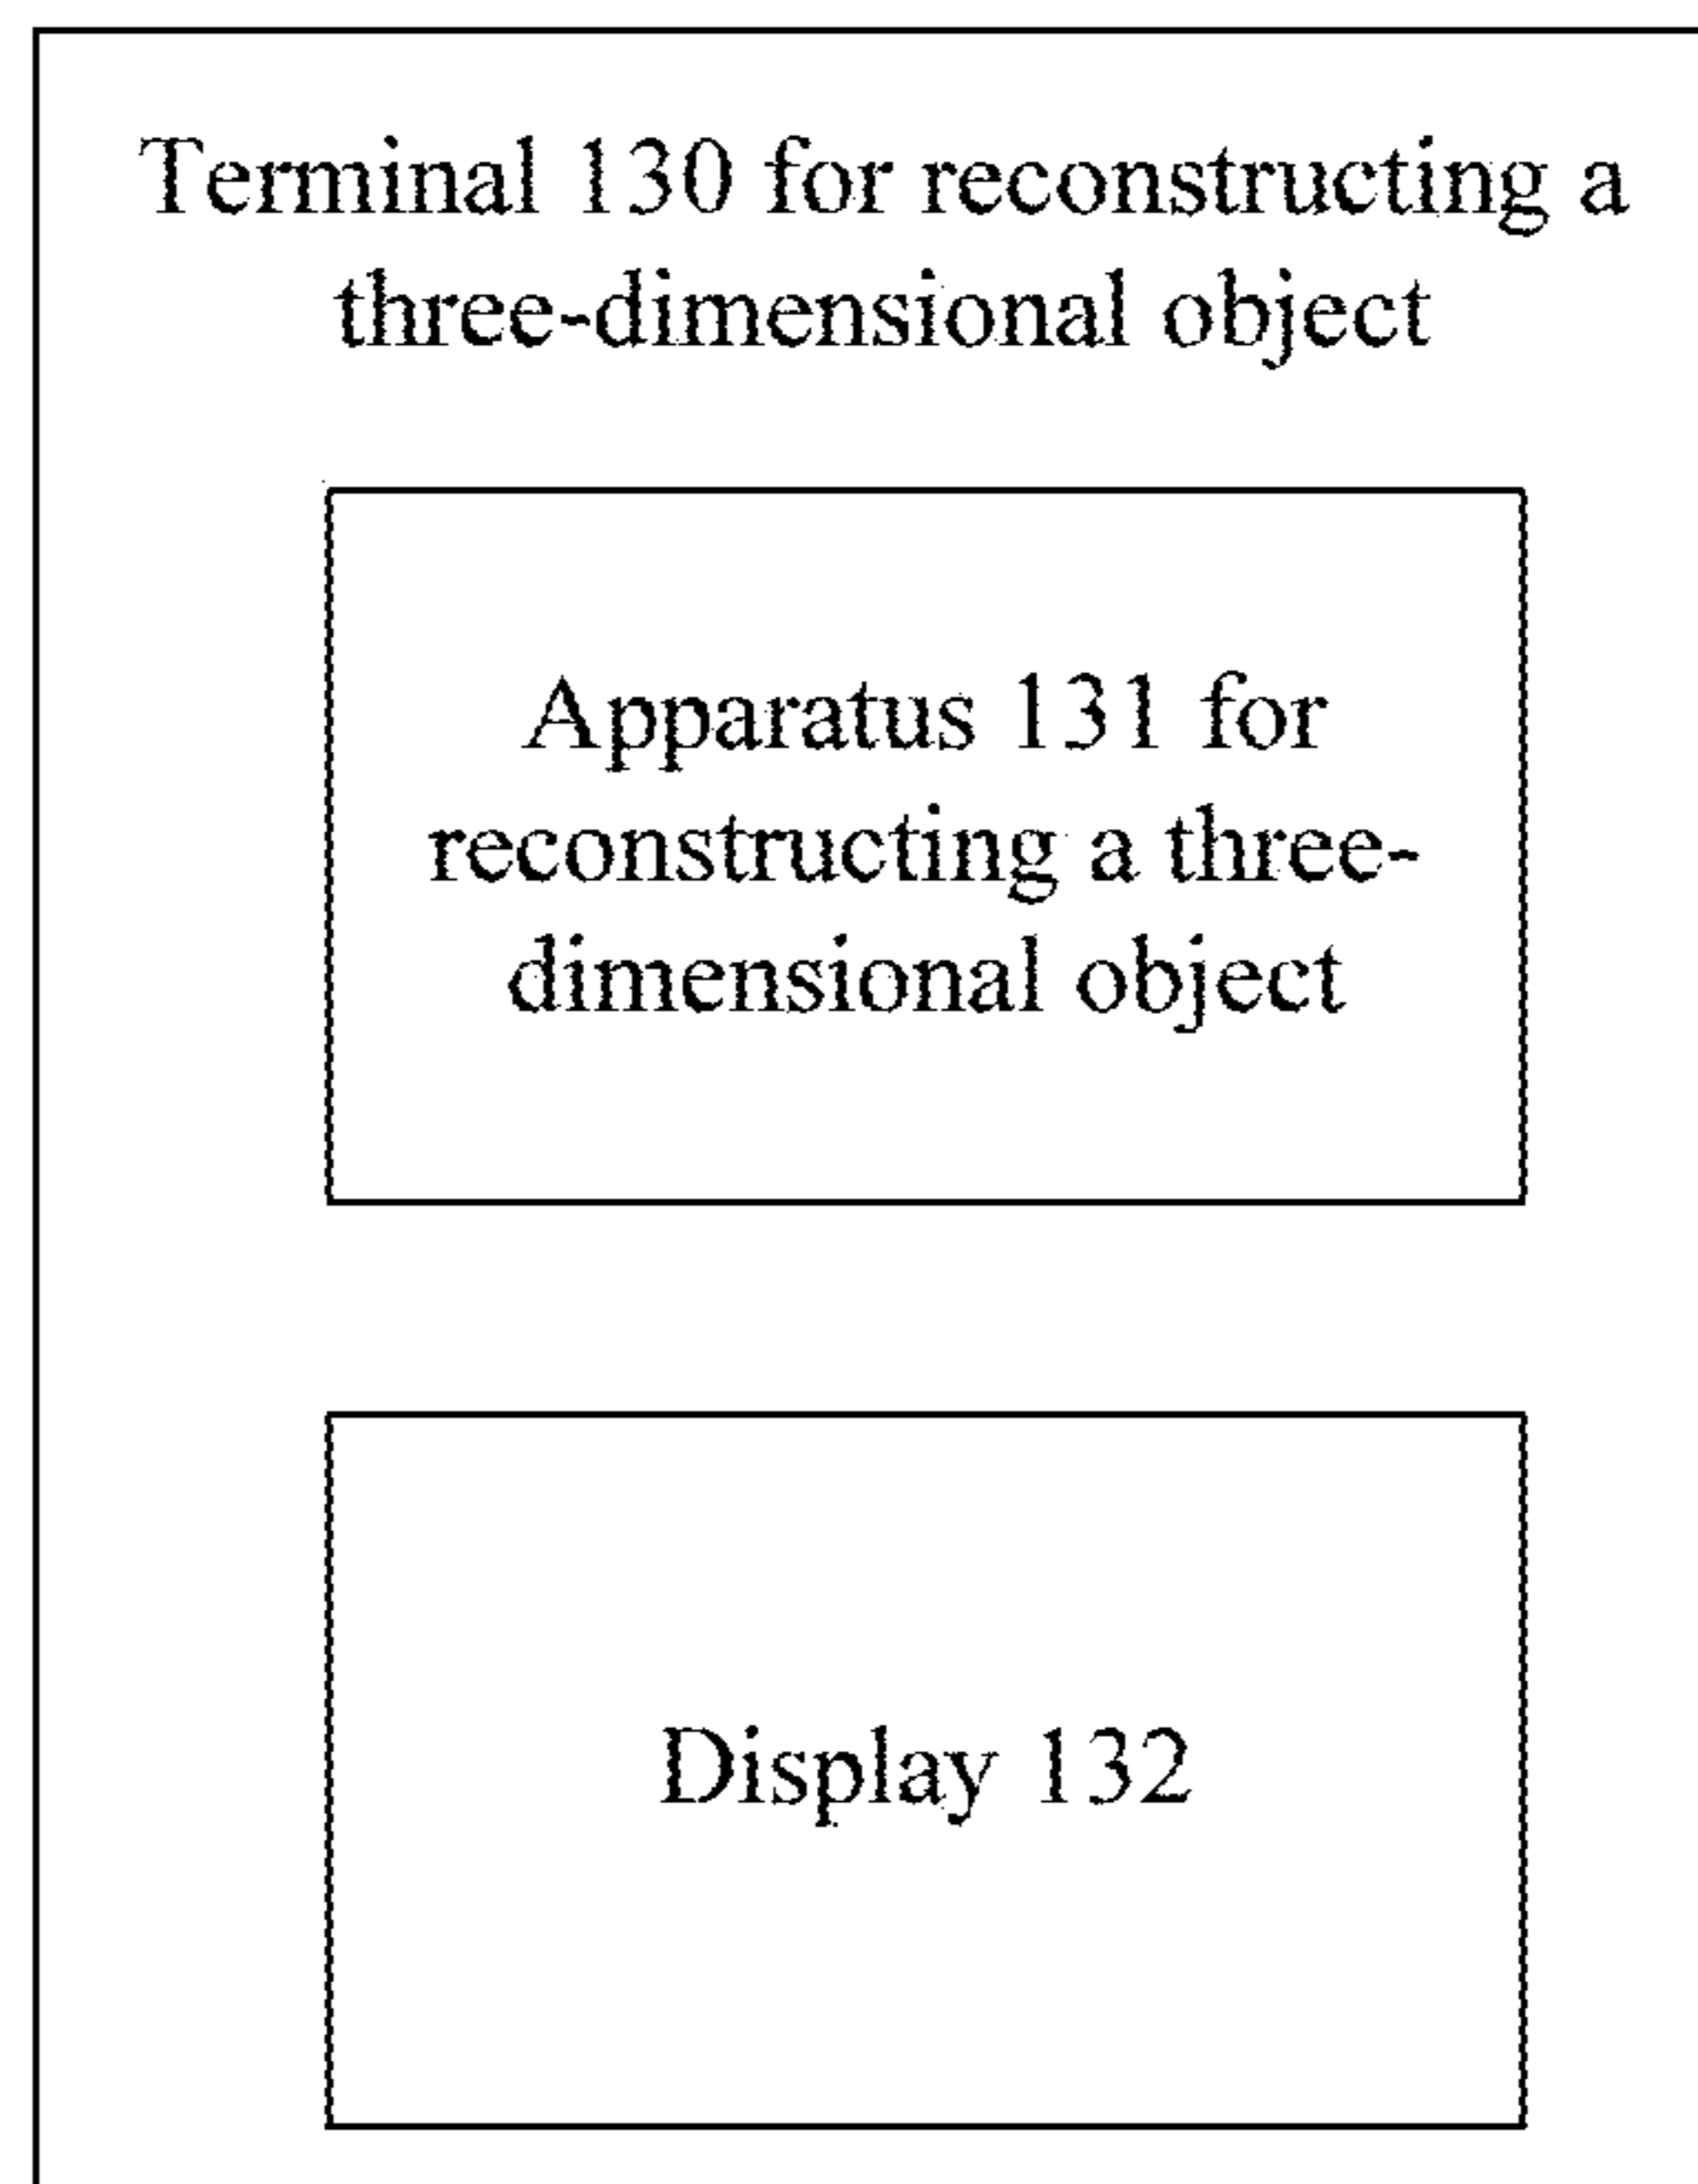 Terminal 130 for reconstructing a
three-dimensional object
Apparatus 131 for
reconstructing a three-
dimensional object
Display 132